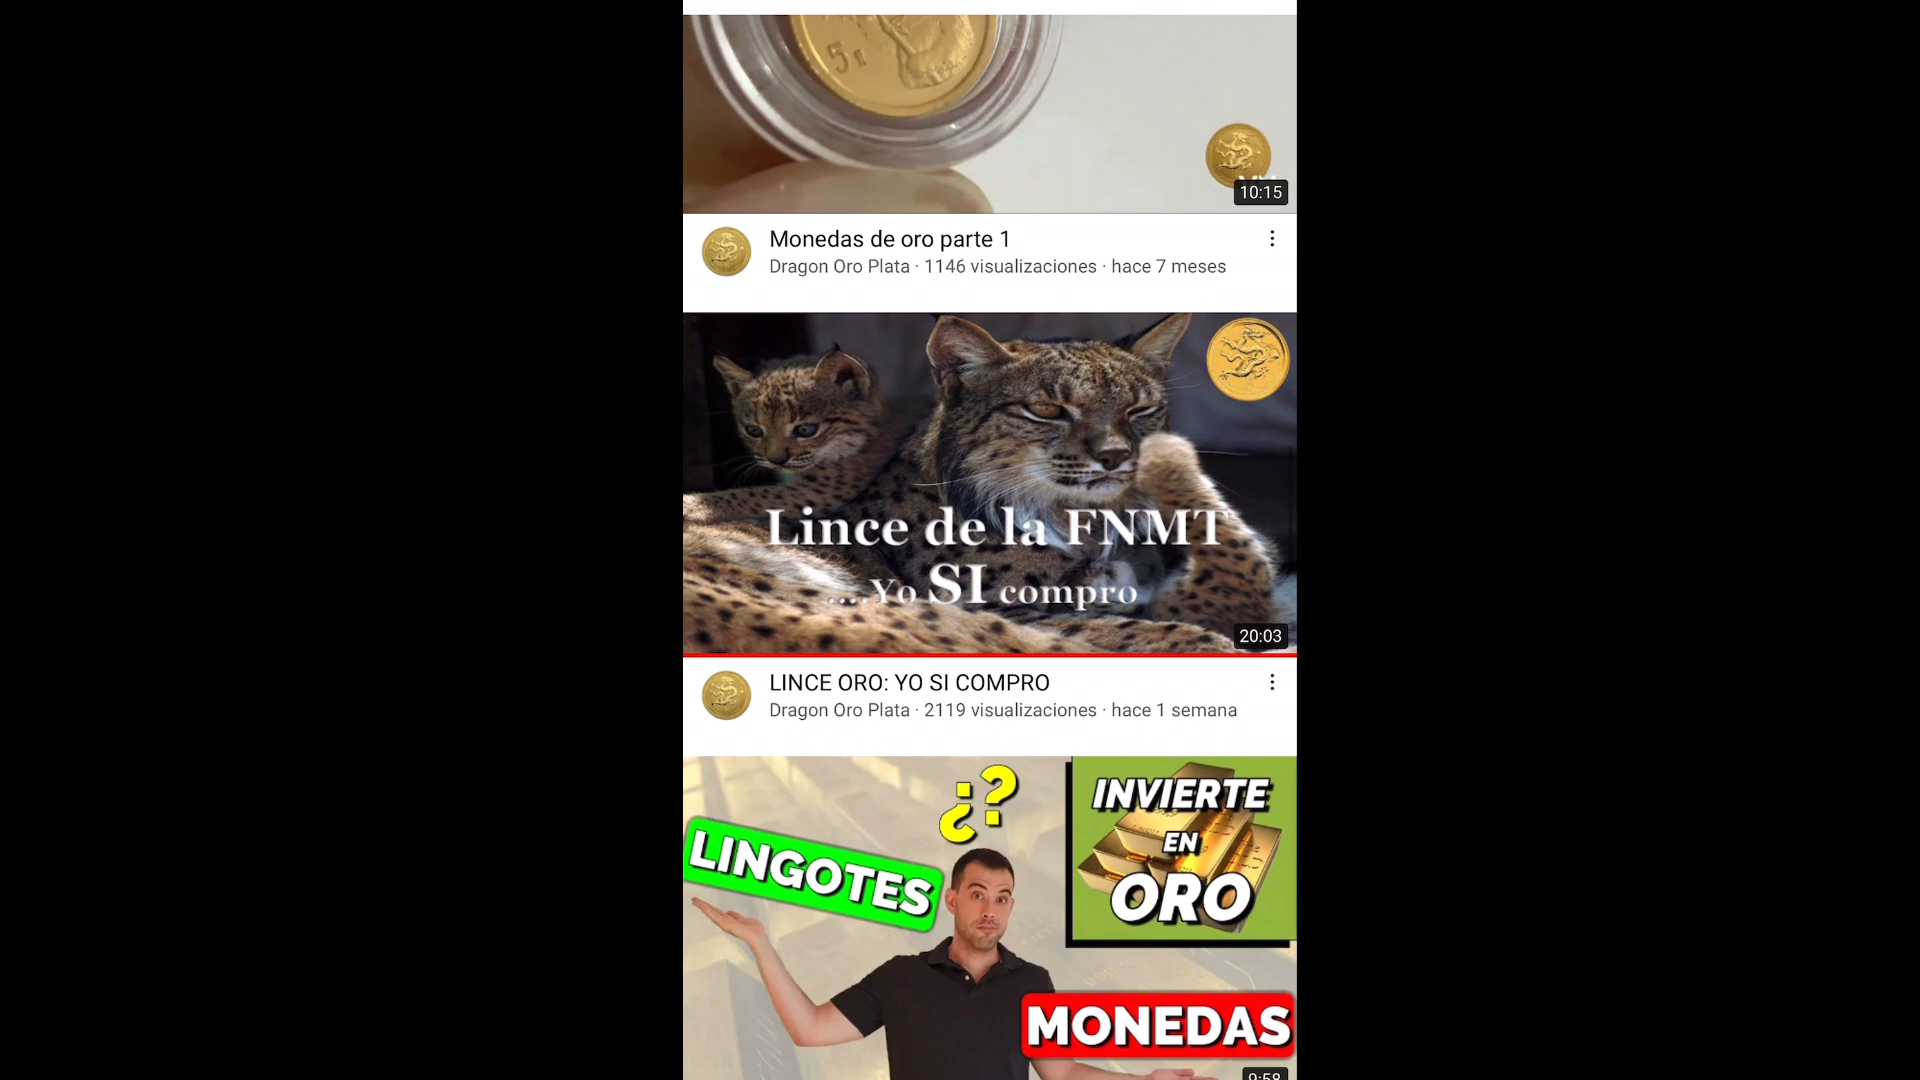 10:15
Monedas de oro parte 1
Dragon Oro Plata · 1146 visualizaciones · hace 7 meses
Lince de la FNMT
....Yo SI compro
20:03
LINCE ORO: YO SI COMPRO
Dragon Oro Plata · 2119 visualizaciones · hace 1 semana
¿?
INVIERTE
EN
ORO
LINGOTES
MONEDAS
9:58